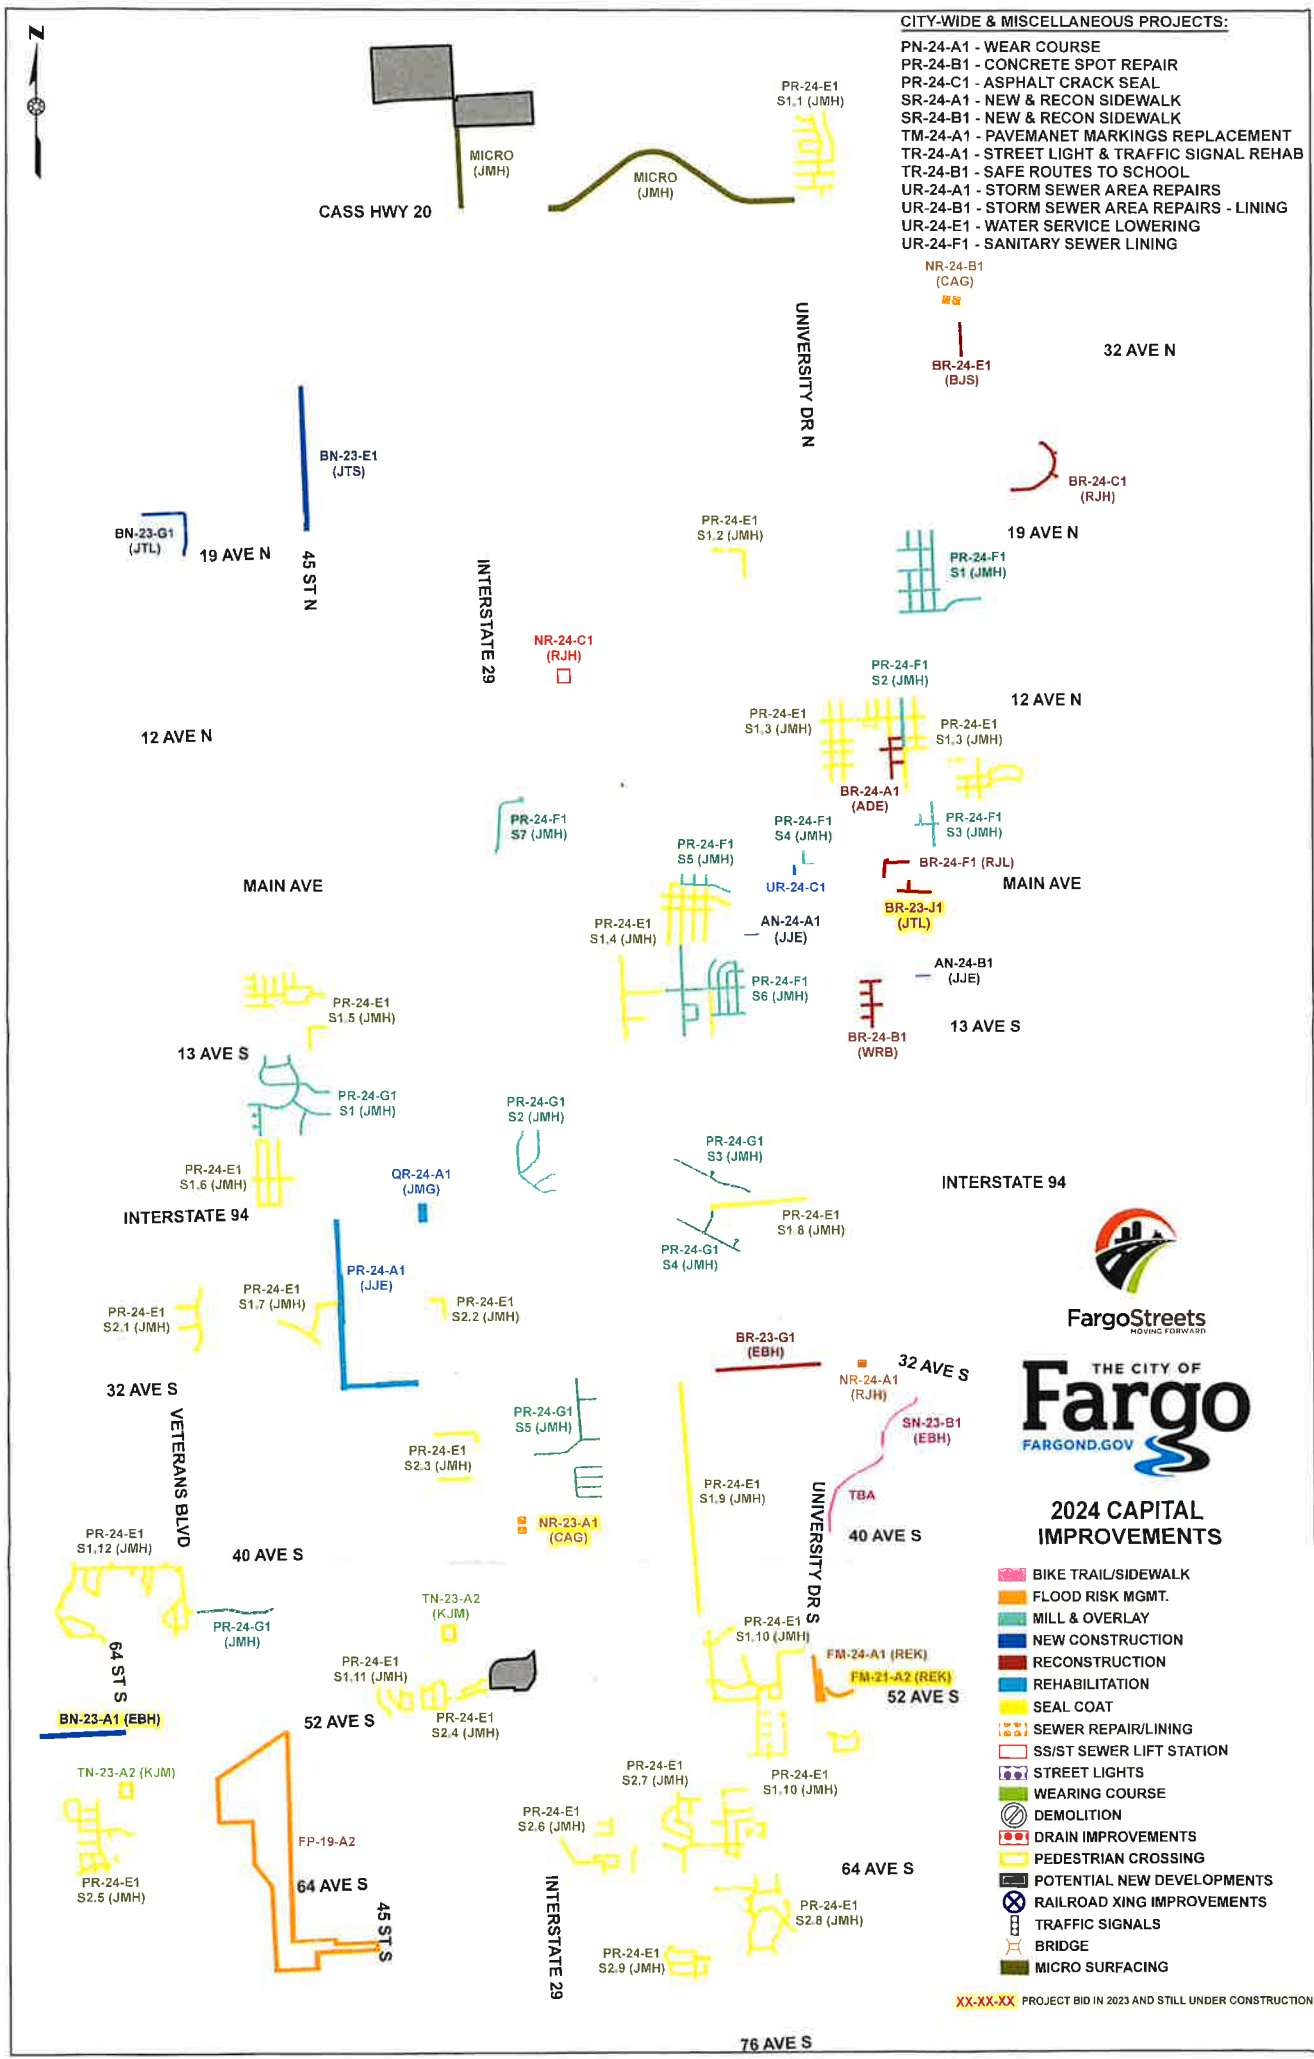 CITY-WIDE & MISCELLANEOUS PROJECTS:
PN-24-A1 - WEAR COURSE
PR-24-B1 - CONCRETE SPOT REPAIR
PR-24-C1 - ASPHALT CRACK SEAL
SR-24-A1 - NEW & RECON SIDEWALK
SR-24-B1 - NEW & RECON SIDEWALK
TM-24-A1 - PAVEMANET MARKINGS REPLACEMENT
TR-24-A1 - STREET LIGHT & TRAFFIC SIGNAL REHAB
TR-24-B1 - SAFE ROUTES TO SCHOOL
UR-24-A1 - STORM SEWER AREA REPAIRS
UR-24-B1 - STORM SEWER AREA REPAIRS - LINING
UR-24-E1 - WATER SERVICE LOWERING
UR-24-F1 - SANITARY SEWER LINING
N
PR-24-E1
S1.1 (JMH)
MICRO
(JMH)
MICRO
(JMH)
CASS HWY 20
NR-24-B1
(CAG)
UNIVERSITY DR N
32 AVE N
BR-24-E1
(BJS)
BN-23-E1
(JTS)
BR-24-C1
(RJH)
BN-23-G1
(JTL)
19 AVE N
45 ST N
PR-24-E1
S1.2 (JMH)
19 AVE N
PR-24-F1
S1 (JMH)
INTERSTATE 29
NR-24-C1
(RJH)
PR-24-F1
S2 (JMH)
12 AVE N
PR-24-E1
S1.3 (JMH)
PR-24-E1
S1.3 (JMH)
12 AVE N
BR-24-A1
(ADE)
PR-24-F1
S7 (JMH)
PR-24-F1
S4 (JMH)
PR-24-F1
S3 (JMH)
PR-24-F1
S5 (JMH)
BR-24-F1 (RJL)
MAIN AVE
UR-24-C1
MAIN AVE
BR-23-J1
(JTL)
PR-24-E1
S1.4 (JMH)
AN-24-A1
(JJE)
AN-24-B1
(JJE)
PR-24-F1
S6 (JMH)
PR-24-E1
S1.5 (JMH)
13 AVE S
BR-24-B1
(WRB)
13 AVE S
PR-24-G1
S1 (JMH)
PR-24-G1
S2 (JMH)
PR-24-G1
S3 (JMH)
PR-24-E1
S1.6 (JMH)
QR-24-A1
(JMG)
INTERSTATE 94
INTERSTATE 94
PR-24-E1
S1.8 (JMH)
PR-24-G1
S4 (JMH)
PR-24-A1
(JJE)
PR-24-E1
S1.7 (JMH)
PR-24-E1
S2.1 (JMH)
PR-24-E1
S2.2 (JMH)
FargoStreets
MOVING FORWARD
BR-23-G1
(EBH)
32 AVE S
NR-24-A1
(RJH)
THE CITY OF
Fargo
FARGOND.GOV
32 AVE S
VETERANS BLVD
PR-24-G1
S5 (JMH)
SN-23-B1
(EBH)
PR-24-E1
S2.3 (JMH)
PR-24-E1
S1.9 (JMH)
TBA
UNIVERSITY DR S
NR-23-A1
(CAG)
40 AVE S
PR-24-E1
S1.12 (JMH)
40 AVE S
2024 CAPITAL
IMPROVEMENTS
BIKE TRAIL/SIDEWALK
FLOOD RISK MGMT.
MILL & OVERLAY
NEW CONSTRUCTION
RECONSTRUCTION
REHABILITATION
SEAL COAT
SEWER REPAIR/LINING
SS/ST SEWER LIFT STATION
STREET LIGHTS
WEARING COURSE
DEMOLITION
DRAIN IMPROVEMENTS
PEDESTRIAN CROSSING
POTENTIAL NEW DEVELOPMENTS
RAILROAD XING IMPROVEMENTS
TRAFFIC SIGNALS
BRIDGE
MICRO SURFACING
XX-XX-XX PROJECT BID IN 2023 AND STILL UNDER CONSTRUCTION
TN-23-A2
(KJM)
PR-24-G1
(JMH)
PR-24-E1
S1.10 (JMH)
64 ST S
PR-24-E1
S1.11 (JMH)
FM-24-A1 (REK)
FM-21-A2 (REK)
52 AVE S
BN-23-A1 (EBH)
52 AVE S
PR-24-E1
S2.4 (JMH)
TN-23-A2 (KJM)
PR-24-E1
S2.7 (JMH)
PR-24-E1
S1.10 (JMH)
PR-24-E1
S2.6 (JMH)
FP-19-A2
64 AVE S
PR-24-E1
S2.5 (JMH)
64 AVE S
45 ST S
INTERSTATE 29
PR-24-E1
S2.8 (JMH)
PR-24-E1
S2.9 (JMH)
76 AVE S